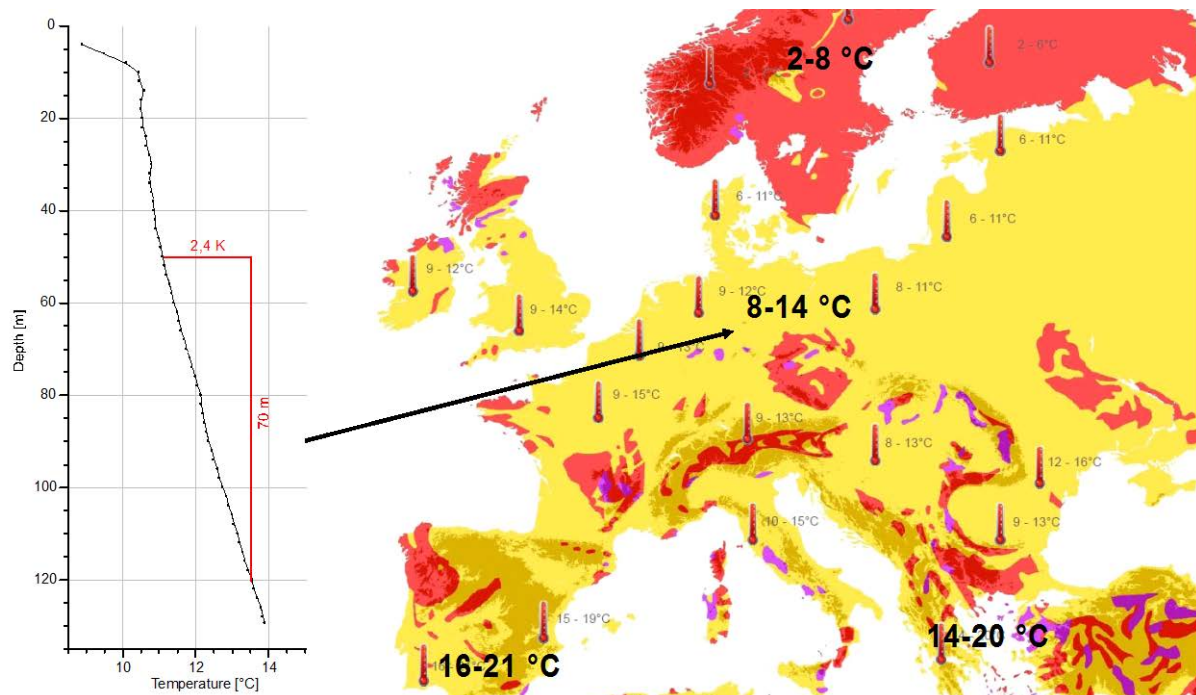 0
20
40
60
80
100
120
Depth [m]
2,4 K
70 m
10
12
14
Temperature [°C]
2-8 °C
2 - 6°C
6 - 11°C
6 - 11°C
6 - 11°C
9 - 12°C
9 - 14°C
9 - 12°C
8-14 °C
8 - 11°C
9 - 13°C
9 - 15°C
9 - 13°C
8 - 13°C
12 - 16°C
10 - 15°C
9 - 13°C
15 - 19°C
16-21 °C
14-20 °C